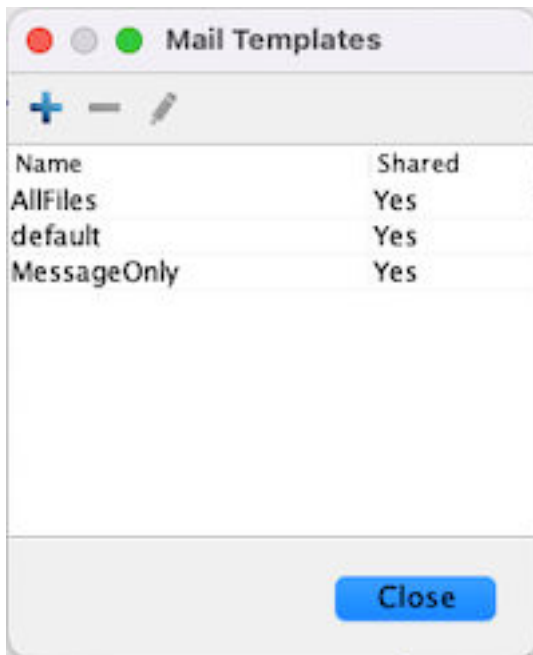 Mail Templates
Name Shared
AllFiles Yes
default Yes
MessageOnly Yes
Close